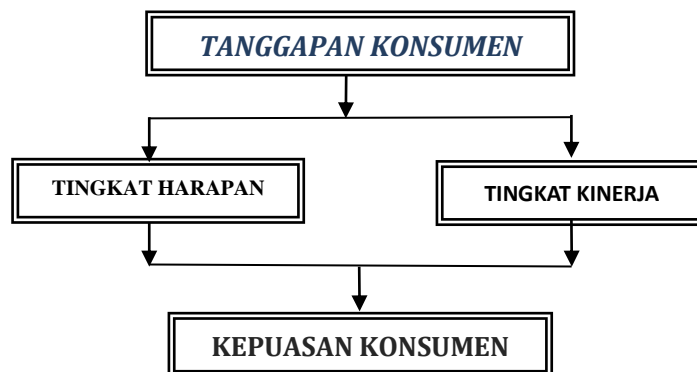 TANGGAPAN KONSUMEN
TINGKAT HARAPAN
TINGKAT KINERJA
KEPUASAN KONSUMEN